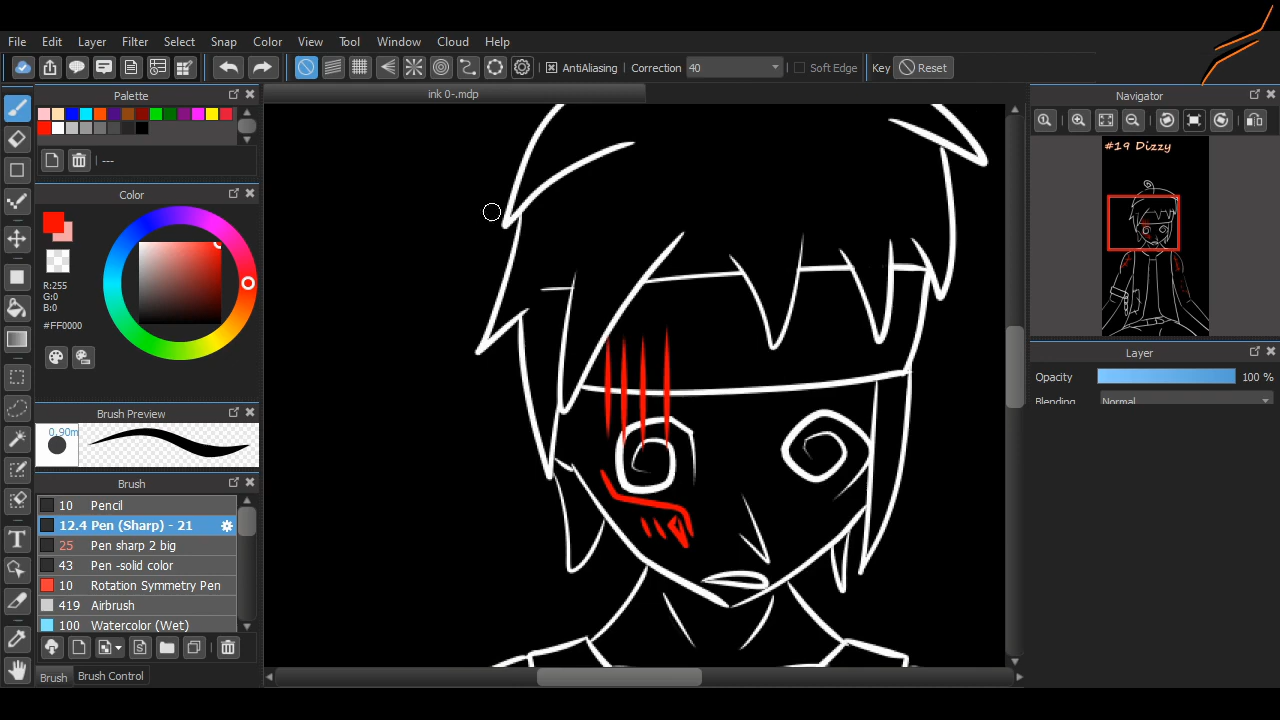 File Edit Layer Filter Select Snap Color View Tool Window Cloud Help
AntiAliasing Correction 40 Soft Edge Key Reset
Palette
ink 0-.mdp
Navigator
---
#19 Dizzy
Color
R:255
G:0
B:0
#FF0000
Layer
Opacity 100 %
Blending Normal
Brush Preview
0.90m
Brush
10 Pencil
12.4 Pen (Sharp) - 21
25 Pen sharp 2 big
43 Pen -solid color
10 Rotation Symmetry Pen
419 Airbrush
100 Watercolor (Wet)
Brush Brush Control